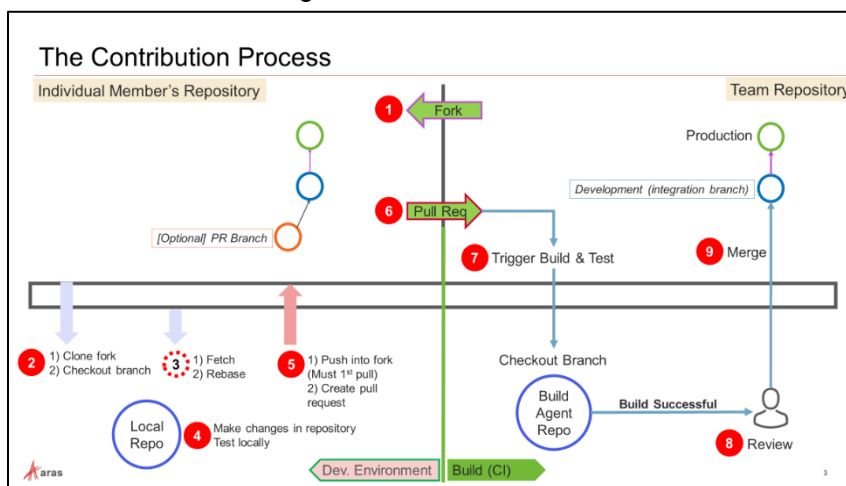 The Contribution Process
Individual Member's Repository
Team Repository
1
Fork
Production
Development (integration branch)
6
Pull Req
[Optional] PR Branch
7
Trigger Build & Test
9
Merge
2
1) Clone fork
2) Checkout branch
3
1) Fetch
2) Rebase
5
1) Push into fork
(Must 1st pull)
2) Create pull
request
Checkout Branch
Local
Repo
4
Make changes in repository
Test locally
Build
Agent
Repo
Build Successful
8
Review
aras
Dev. Environment
Build (CI)
3